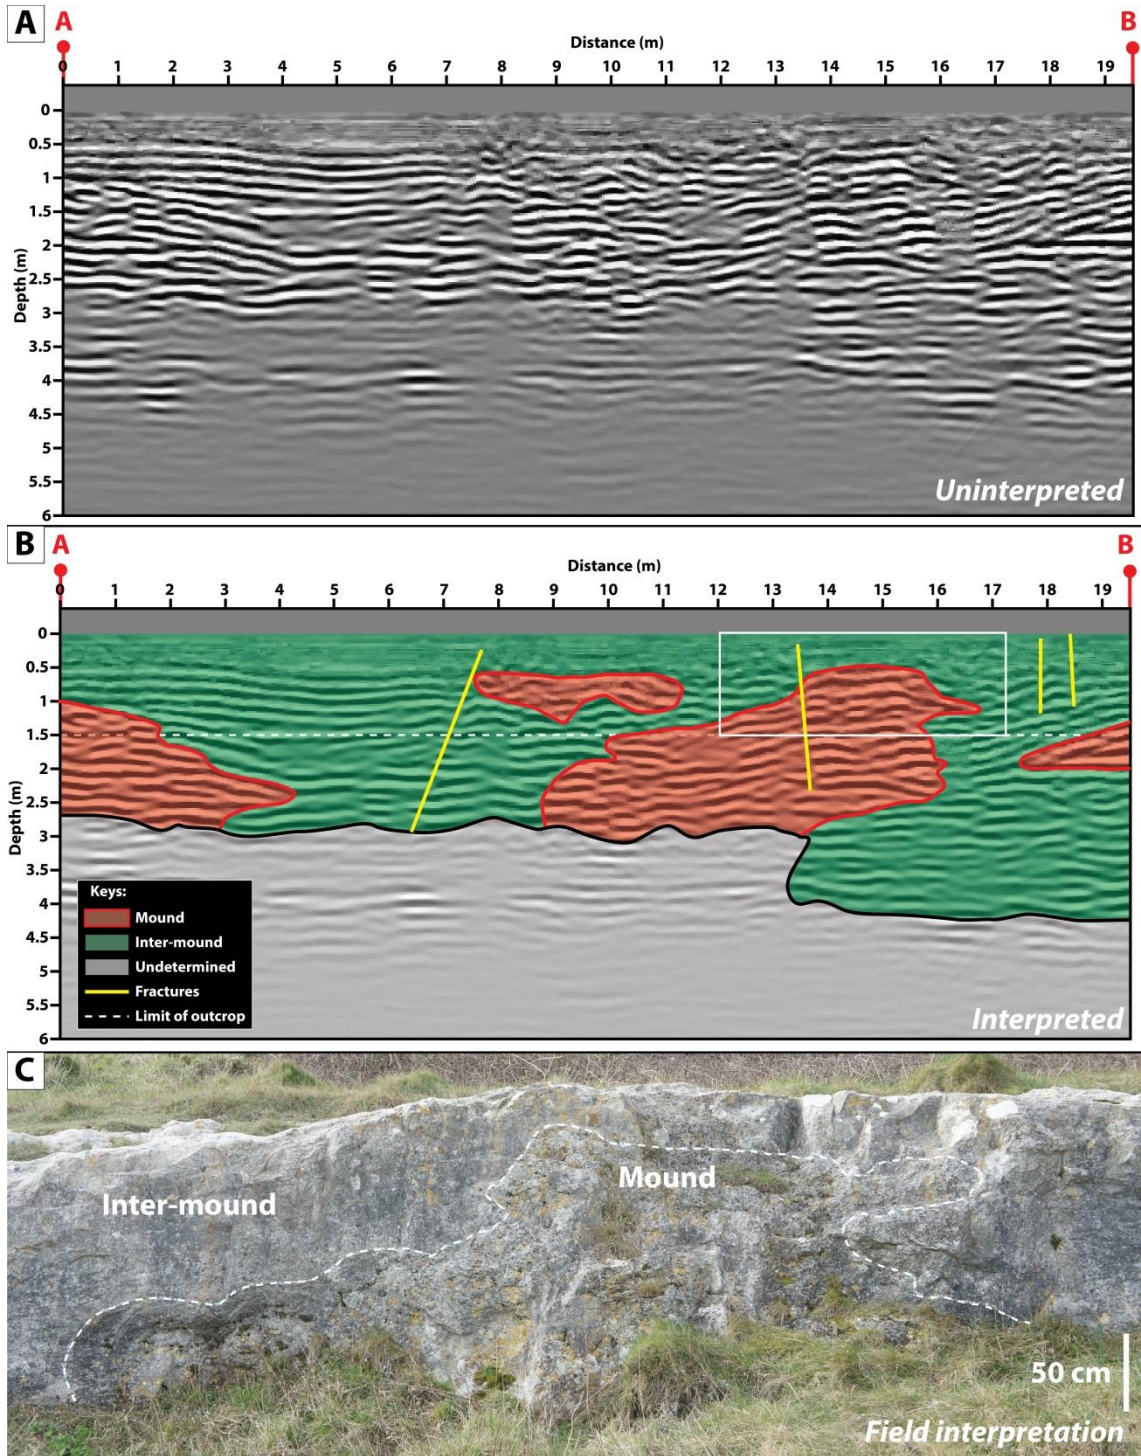 A
A
B
Distance (m)
0 1 2 3 4 5 6 7 8 9 10 11 12 13 14 15 16 17 18 19
Depth (m)
0
0.5
1
1.5
2
2.5
3
3.5
4
4.5
5
5.5
6
Uninterpreted
B
A
B
Distance (m)
0 1 2 3 4 5 6 7 8 9 10 11 12 13 14 15 16 17 18 19
Depth (m)
0
0.5
1
1.5
2
2.5
3
3.5
4
4.5
5
5.5
6
Keys:
Mound
Inter-mound
Undetermined
Fractures
Limit of outcrop
Interpreted
C
Inter-mound
Mound
50 cm
Field interpretation